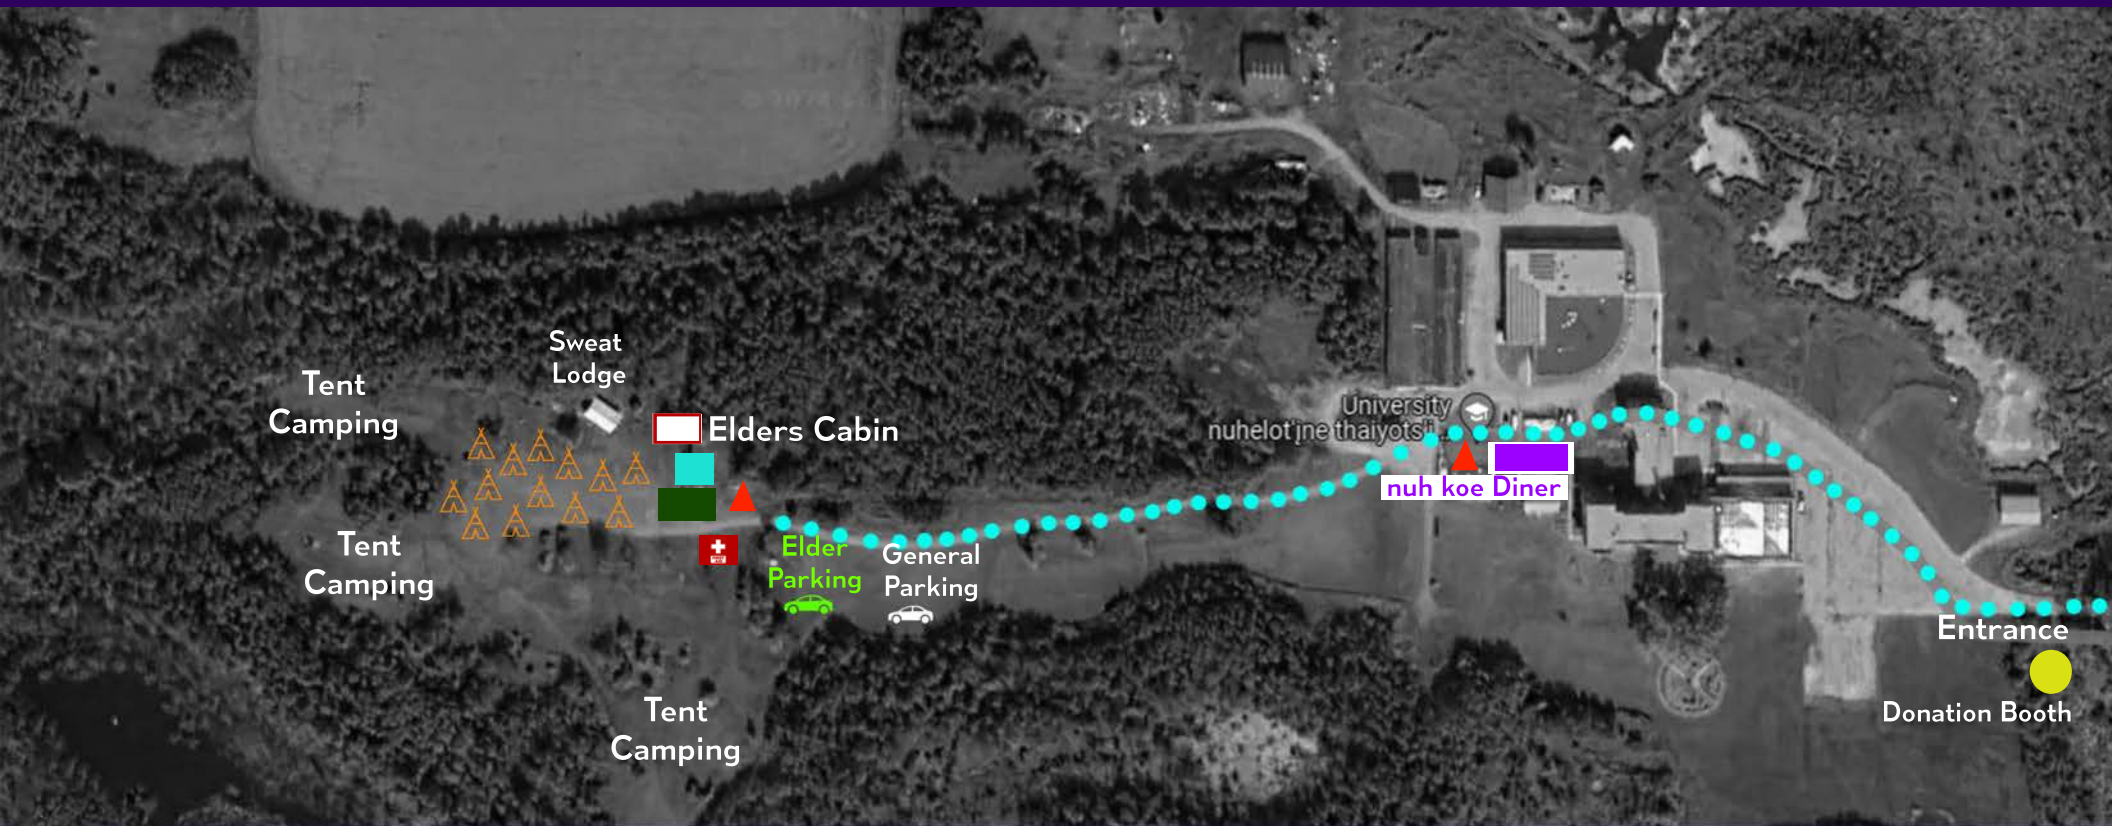 Sweat
Lodge
Tent
Camping
Elders Cabin
University
nuhelot'įne thaiyots'į...
nuh koe Diner
Tent
Camping
Elder
Parking
General
Parking
Entrance
Donation Booth
Tent
Camping